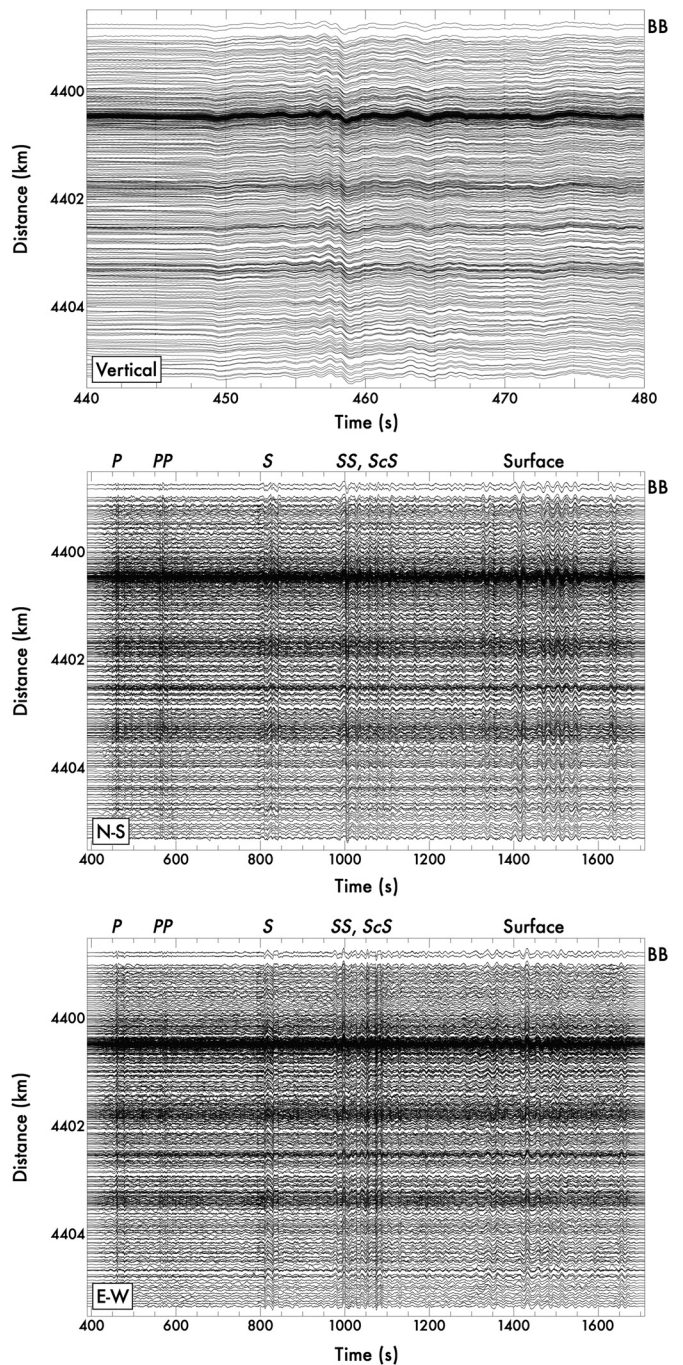 BB
4400
4402
4404
Distance (km)
Vertical
440 450 460 470 480
Time (s)
P PP S SS, ScS Surface
BB
4400
4402
4404
Distance (km)
N-S
400 600 800 1000 1200 1400 1600
Time (s)
P PP S SS, ScS Surface
BB
4400
4402
4404
Distance (km)
E-W
400 600 800 1000 1200 1400 1600
Time (s)